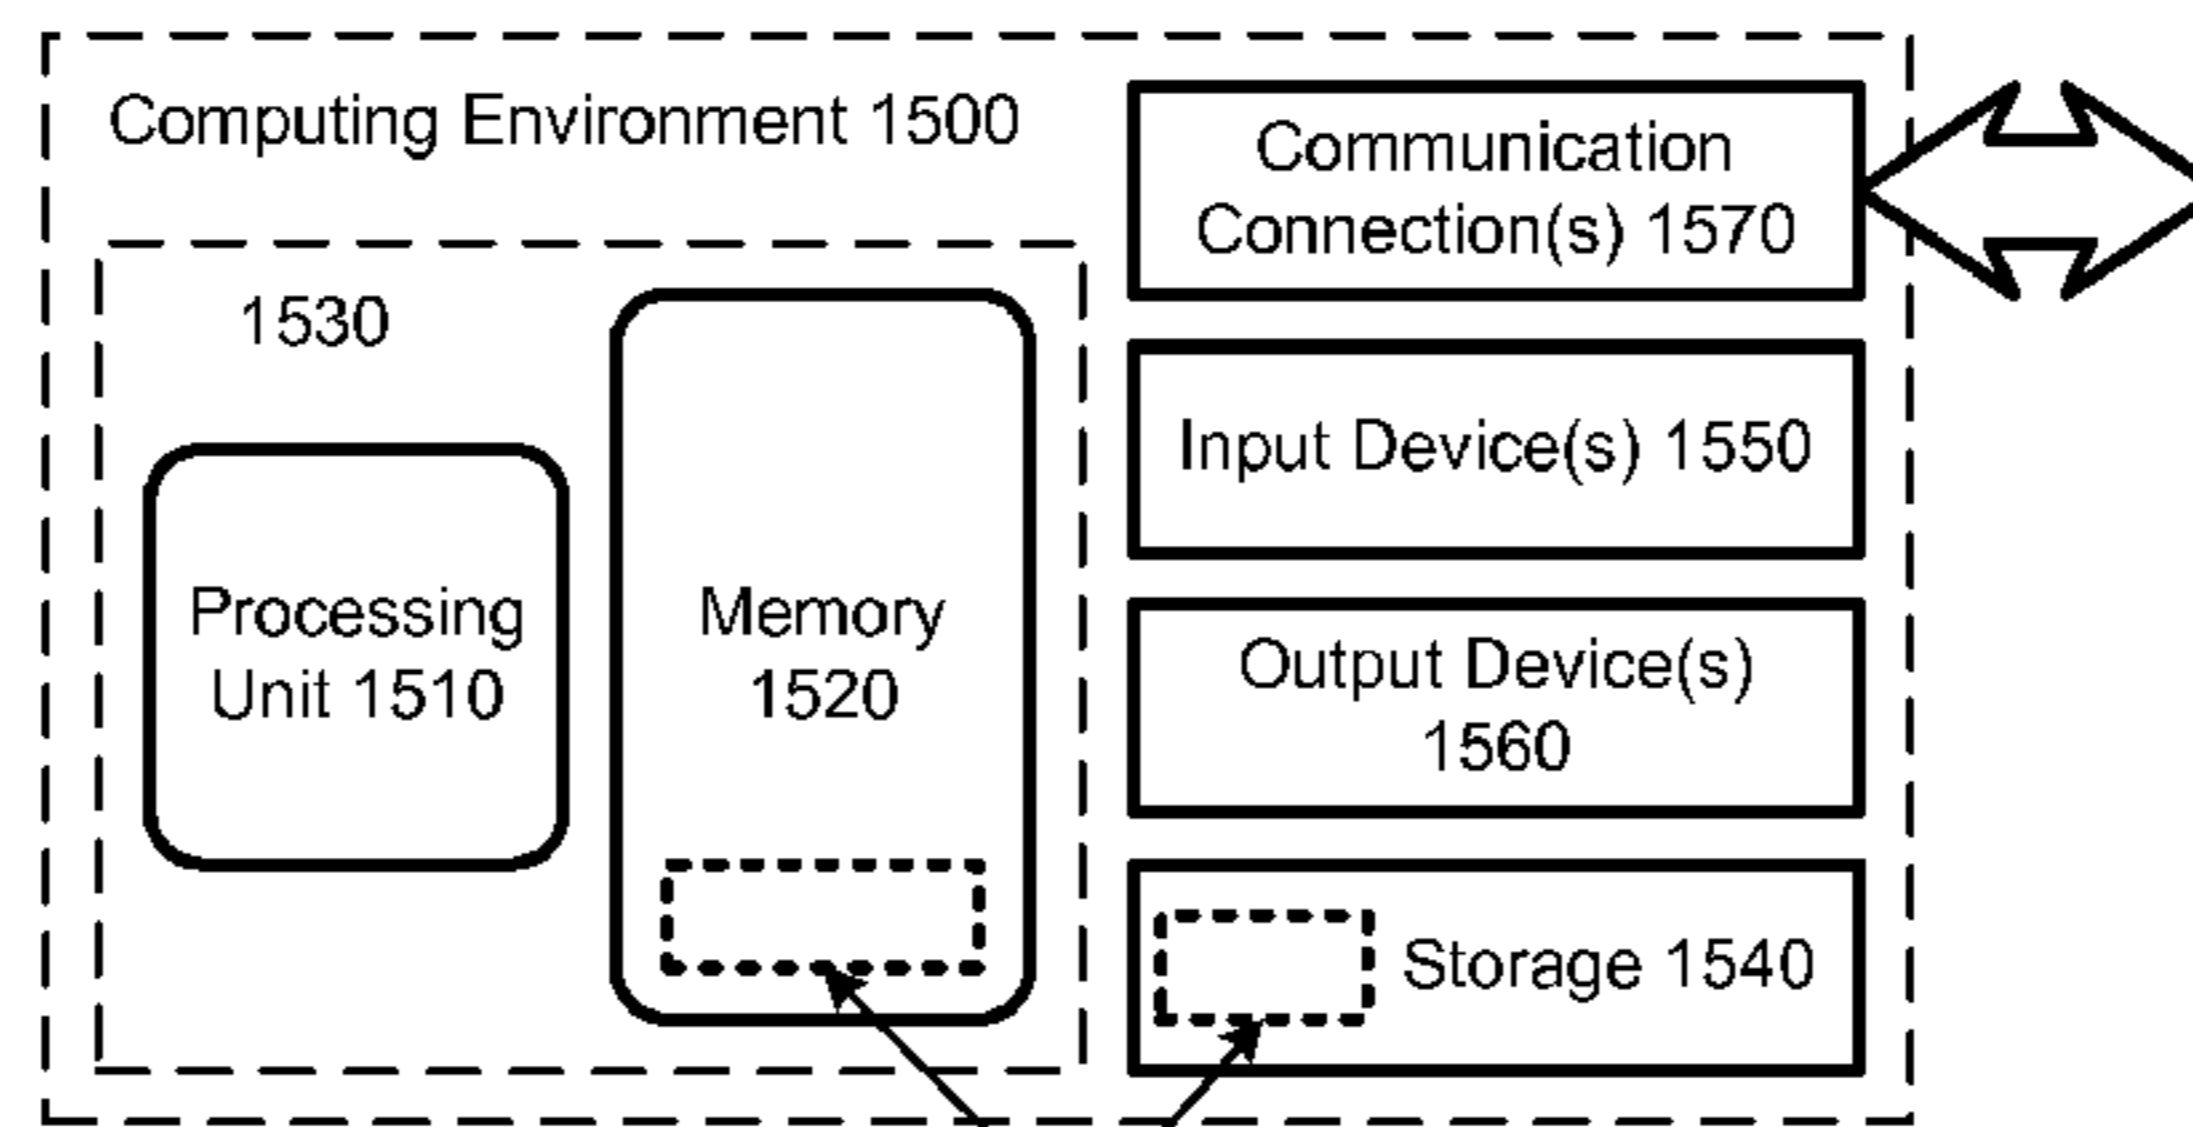 Computing Environment 1500
1530
Processing
Unit 1510
Memory
1520
Communication
Connection(s) 1570
Input Device(s) 1550
Output Device(s)
1560
Storage 1540